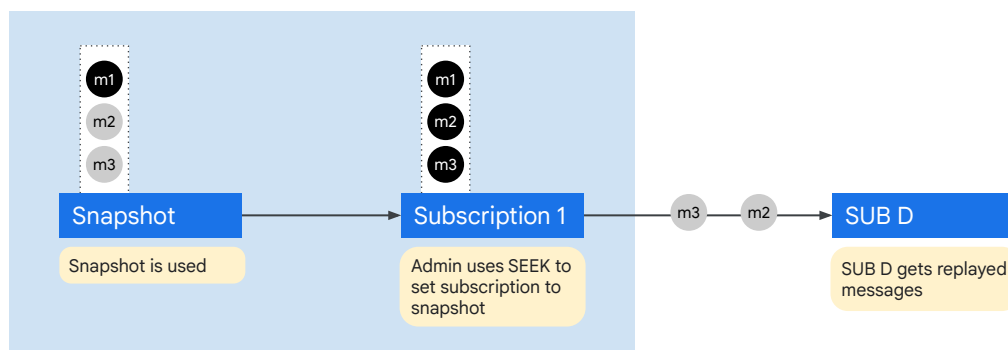 m1
m2
m3
m1
m2
m3
Snapshot
Subscription 1
m3
m2
SUB D
Snapshot is used
Admin uses SEEK to
set subscription to
snapshot
SUB D gets replayed
messages